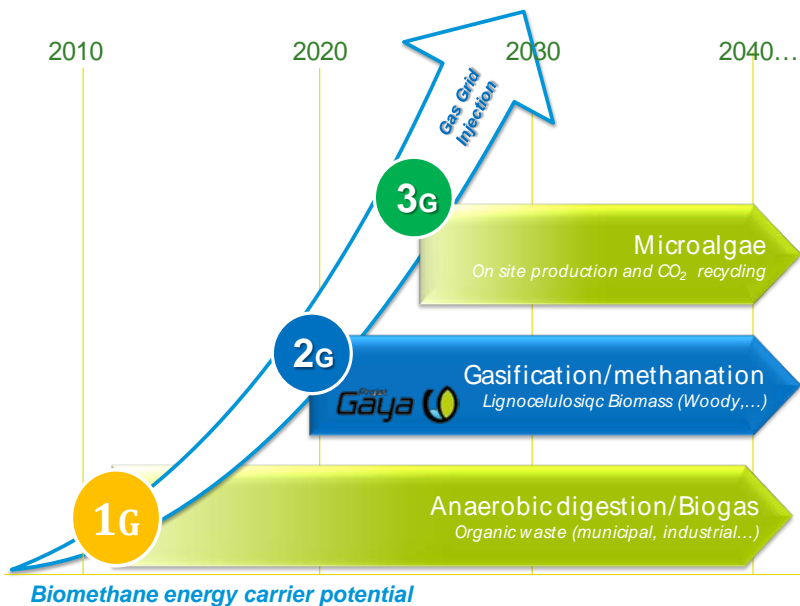 2010 2020 2030 2040…
Gas Grid
Injection
3G
Microalgae
On site production and CO₂ recycling
2G
Gasification/methanation
Projet
Gaya
Lignocelulosiqc Biomass (Woody,…)
1G
Anaerobic digestion/Biogas
Organic waste (municipal, industrial…)
Biomethane energy carrier potential